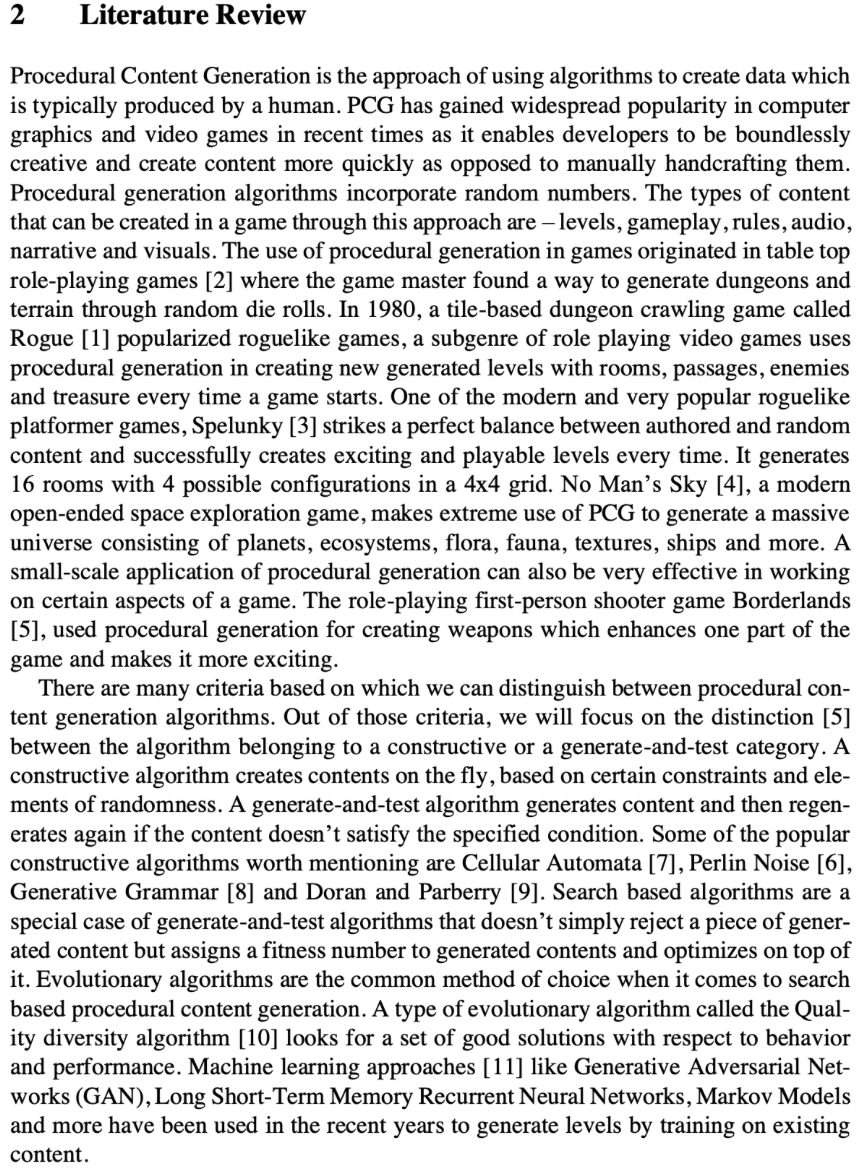 2 Literature Review
Procedural Content Generation is the approach of using algorithms to create data which
is typically produced by a human. PCG has gained widespread popularity in computer
graphics and video games in recent times as it enables developers to be boundlessly
creative and create content more quickly as opposed to manually handcrafting them.
Procedural generation algorithms incorporate random numbers. The types of content
that can be created in a game through this approach are – levels, gameplay, rules, audio,
narrative and visuals. The use of procedural generation in games originated in table top
role-playing games [2] where the game master found a way to generate dungeons and
terrain through random die rolls. In 1980, a tile-based dungeon crawling game called
Rogue [1] popularized roguelike games, a subgenre of role playing video games uses
procedural generation in creating new generated levels with rooms, passages, enemies
and treasure every time a game starts. One of the modern and very popular roguelike
platformer games, Spelunky [3] strikes a perfect balance between authored and random
content and successfully creates exciting and playable levels every time. It generates
16 rooms with 4 possible configurations in a 4x4 grid. No Man's Sky [4], a modern
open-ended space exploration game, makes extreme use of PCG to generate a massive
universe consisting of planets, ecosystems, flora, fauna, textures, ships and more. A
small-scale application of procedural generation can also be very effective in working
on certain aspects of a game. The role-playing first-person shooter game Borderlands
[5], used procedural generation for creating weapons which enhances one part of the
game and makes it more exciting.
There are many criteria based on which we can distinguish between procedural con-
tent generation algorithms. Out of those criteria, we will focus on the distinction [5]
between the algorithm belonging to a constructive or a generate-and-test category. A
constructive algorithm creates contents on the fly, based on certain constraints and ele-
ments of randomness. A generate-and-test algorithm generates content and then regen-
erates again if the content doesn't satisfy the specified condition. Some of the popular
constructive algorithms worth mentioning are Cellular Automata [7], Perlin Noise [6],
Generative Grammar [8] and Doran and Parberry [9]. Search based algorithms are a
special case of generate-and-test algorithms that doesn't simply reject a piece of gener-
ated content but assigns a fitness number to generated contents and optimizes on top of
it. Evolutionary algorithms are the common method of choice when it comes to search
based procedural content generation. A type of evolutionary algorithm called the Qual-
ity diversity algorithm [10] looks for a set of good solutions with respect to behavior
and performance. Machine learning approaches [11] like Generative Adversarial Net-
works (GAN), Long Short-Term Memory Recurrent Neural Networks, Markov Models
and more have been used in the recent years to generate levels by training on existing
content.